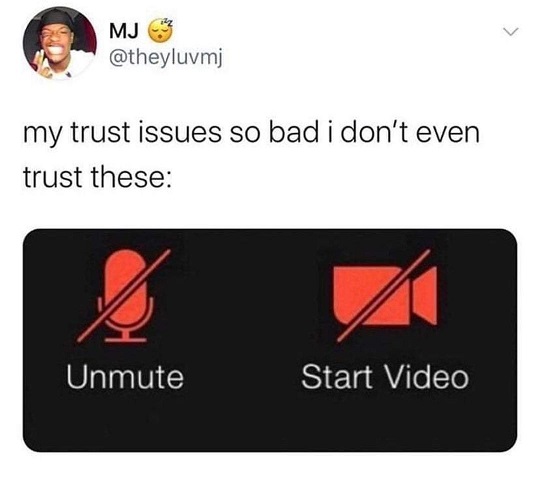 MJ 😴
@theyluvmj
my trust issues so bad i don't even
trust these:
Unmute
Start Video